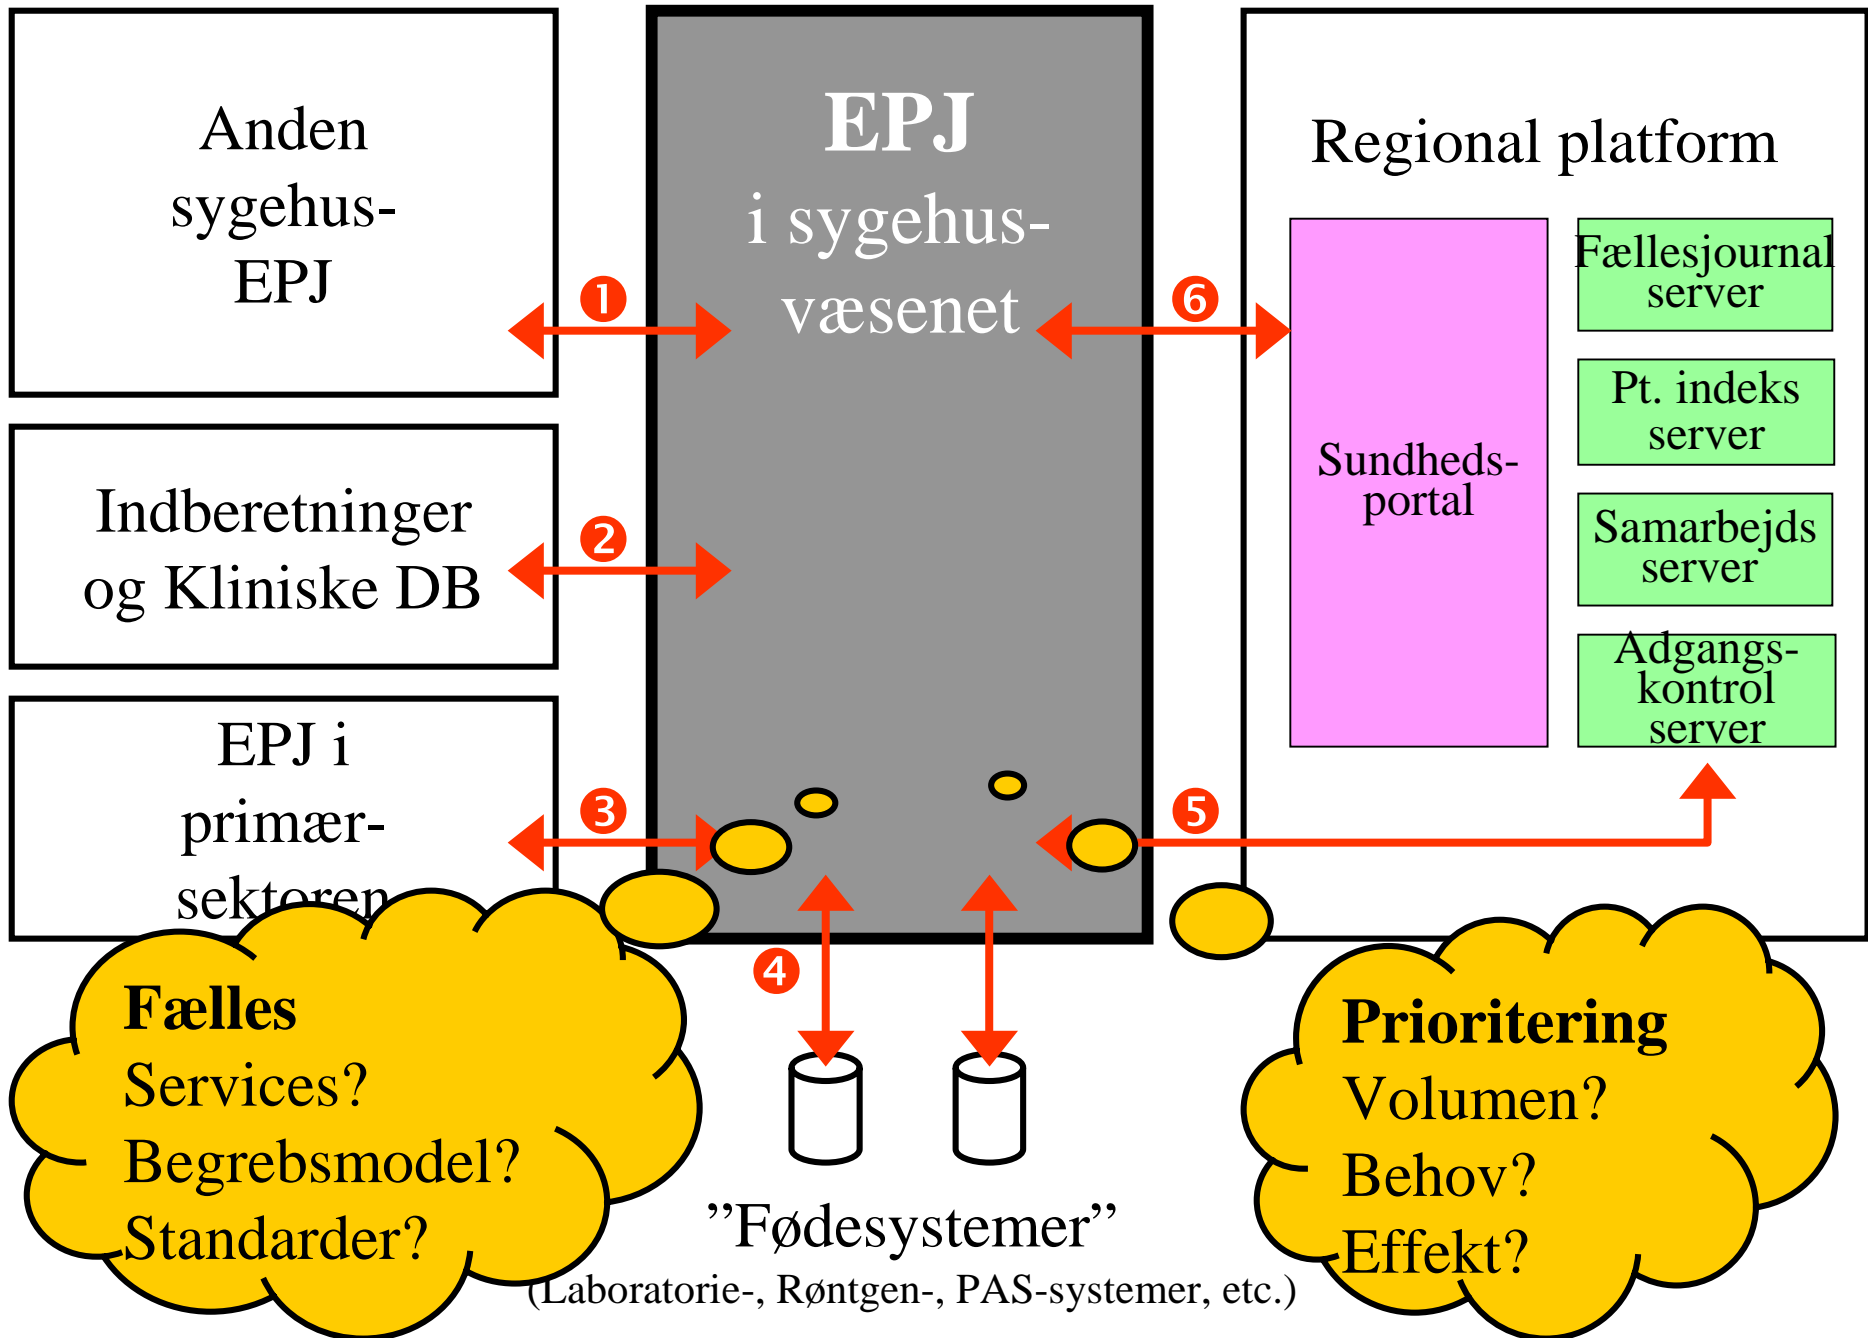 Anden
sygehus-
EPJ
Indberetninger
og Kliniske DB
EPJ i
primær-
sektoren
EPJ
i sygehus-
væsenet
Regional platform
Sundheds-
portal
Fællesjournal
server
Pt. indeks
server
Samarbejds
server
Adgangs-
kontrol
server
1
2
3
4
5
6
Fælles
Services?
Begrebsmodel?
Standarder?
”Fødesystemer”
(Laboratorie-, Røntgen-, PAS-systemer, etc.)
Prioritering
Volumen?
Behov?
Effekt?